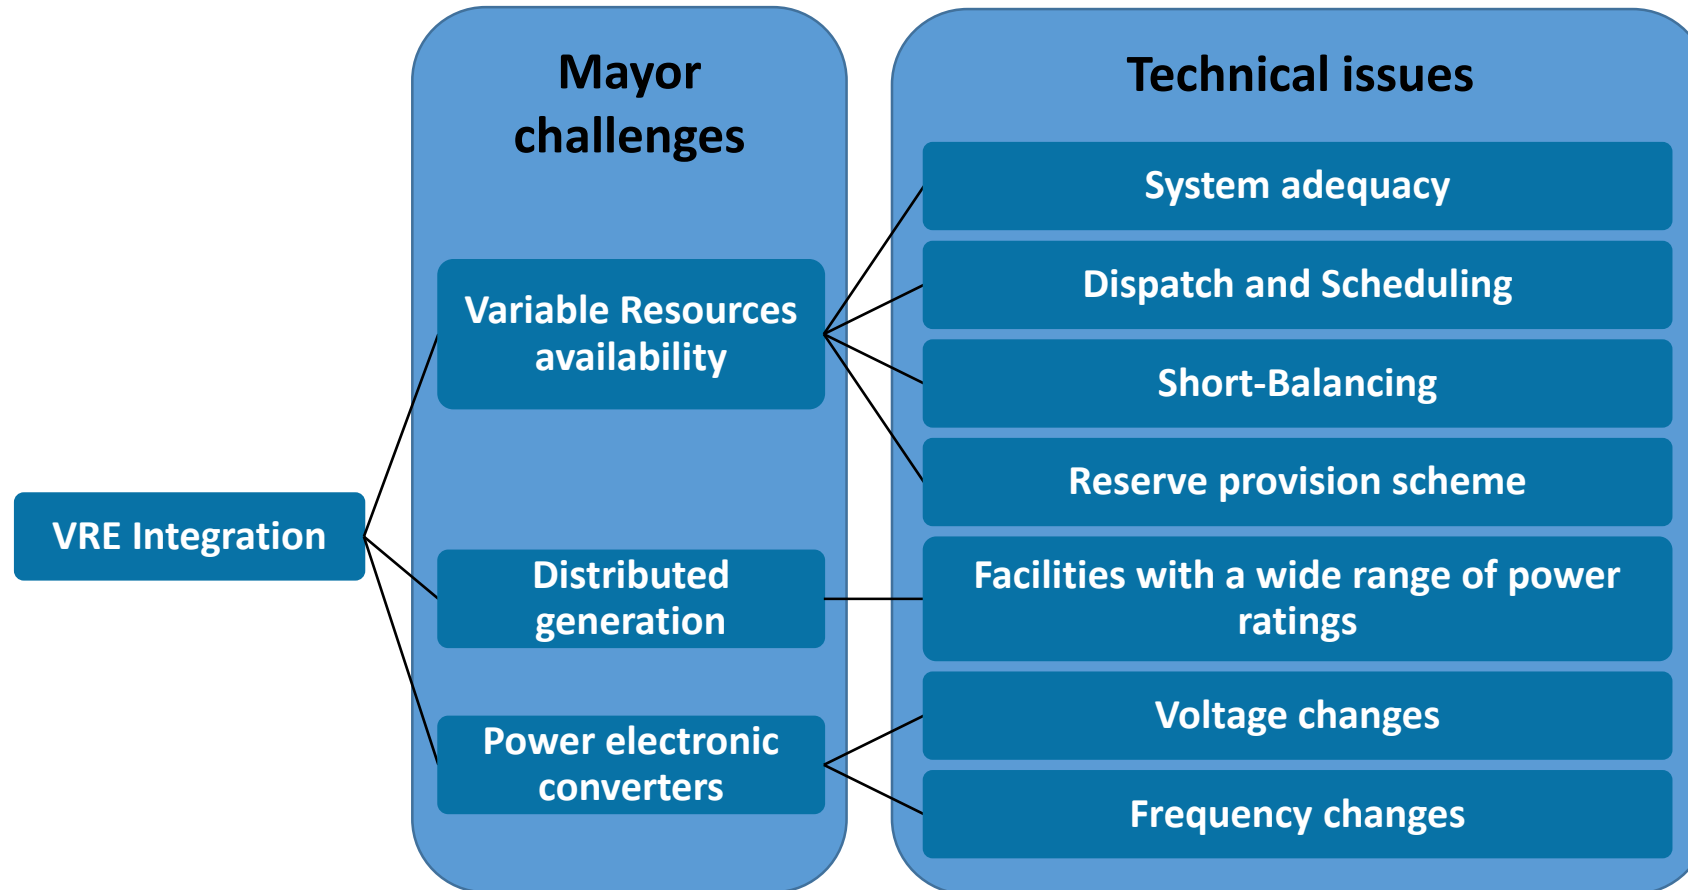 Mayor
challenges
Technical issues
VRE Integration
Variable Resources
availability
Distributed
generation
Power electronic
converters
System adequacy
Dispatch and Scheduling
Short-Balancing
Reserve provision scheme
Facilities with a wide range of power
ratings
Voltage changes
Frequency changes